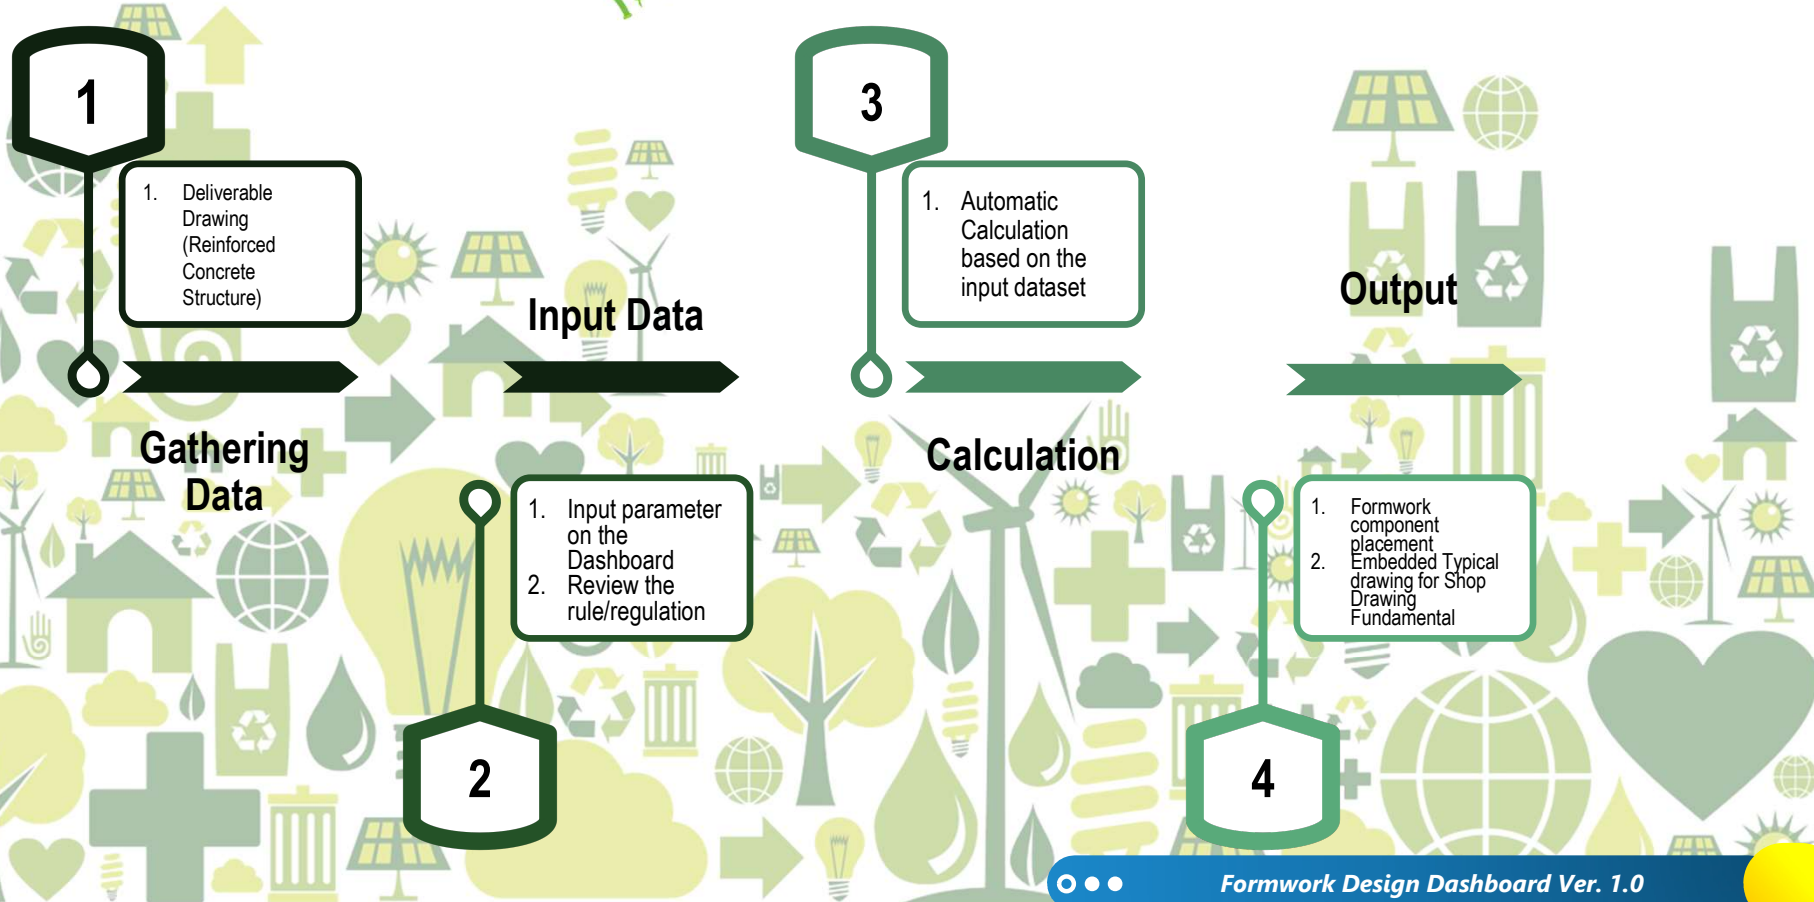 1
1. Deliverable
Drawing
(Reinforced
Concrete
Structure)
Gathering
Data
Input Data
1. Input parameter
on the
Dashboard
2. Review the
rule/regulation
2
3
1. Automatic
Calculation
based on the
input dataset
Calculation
Output
1. Formwork
component
placement
2. Embedded Typical
drawing for Shop
Drawing
Fundamental
4
Formwork Design Dashboard Ver. 1.0